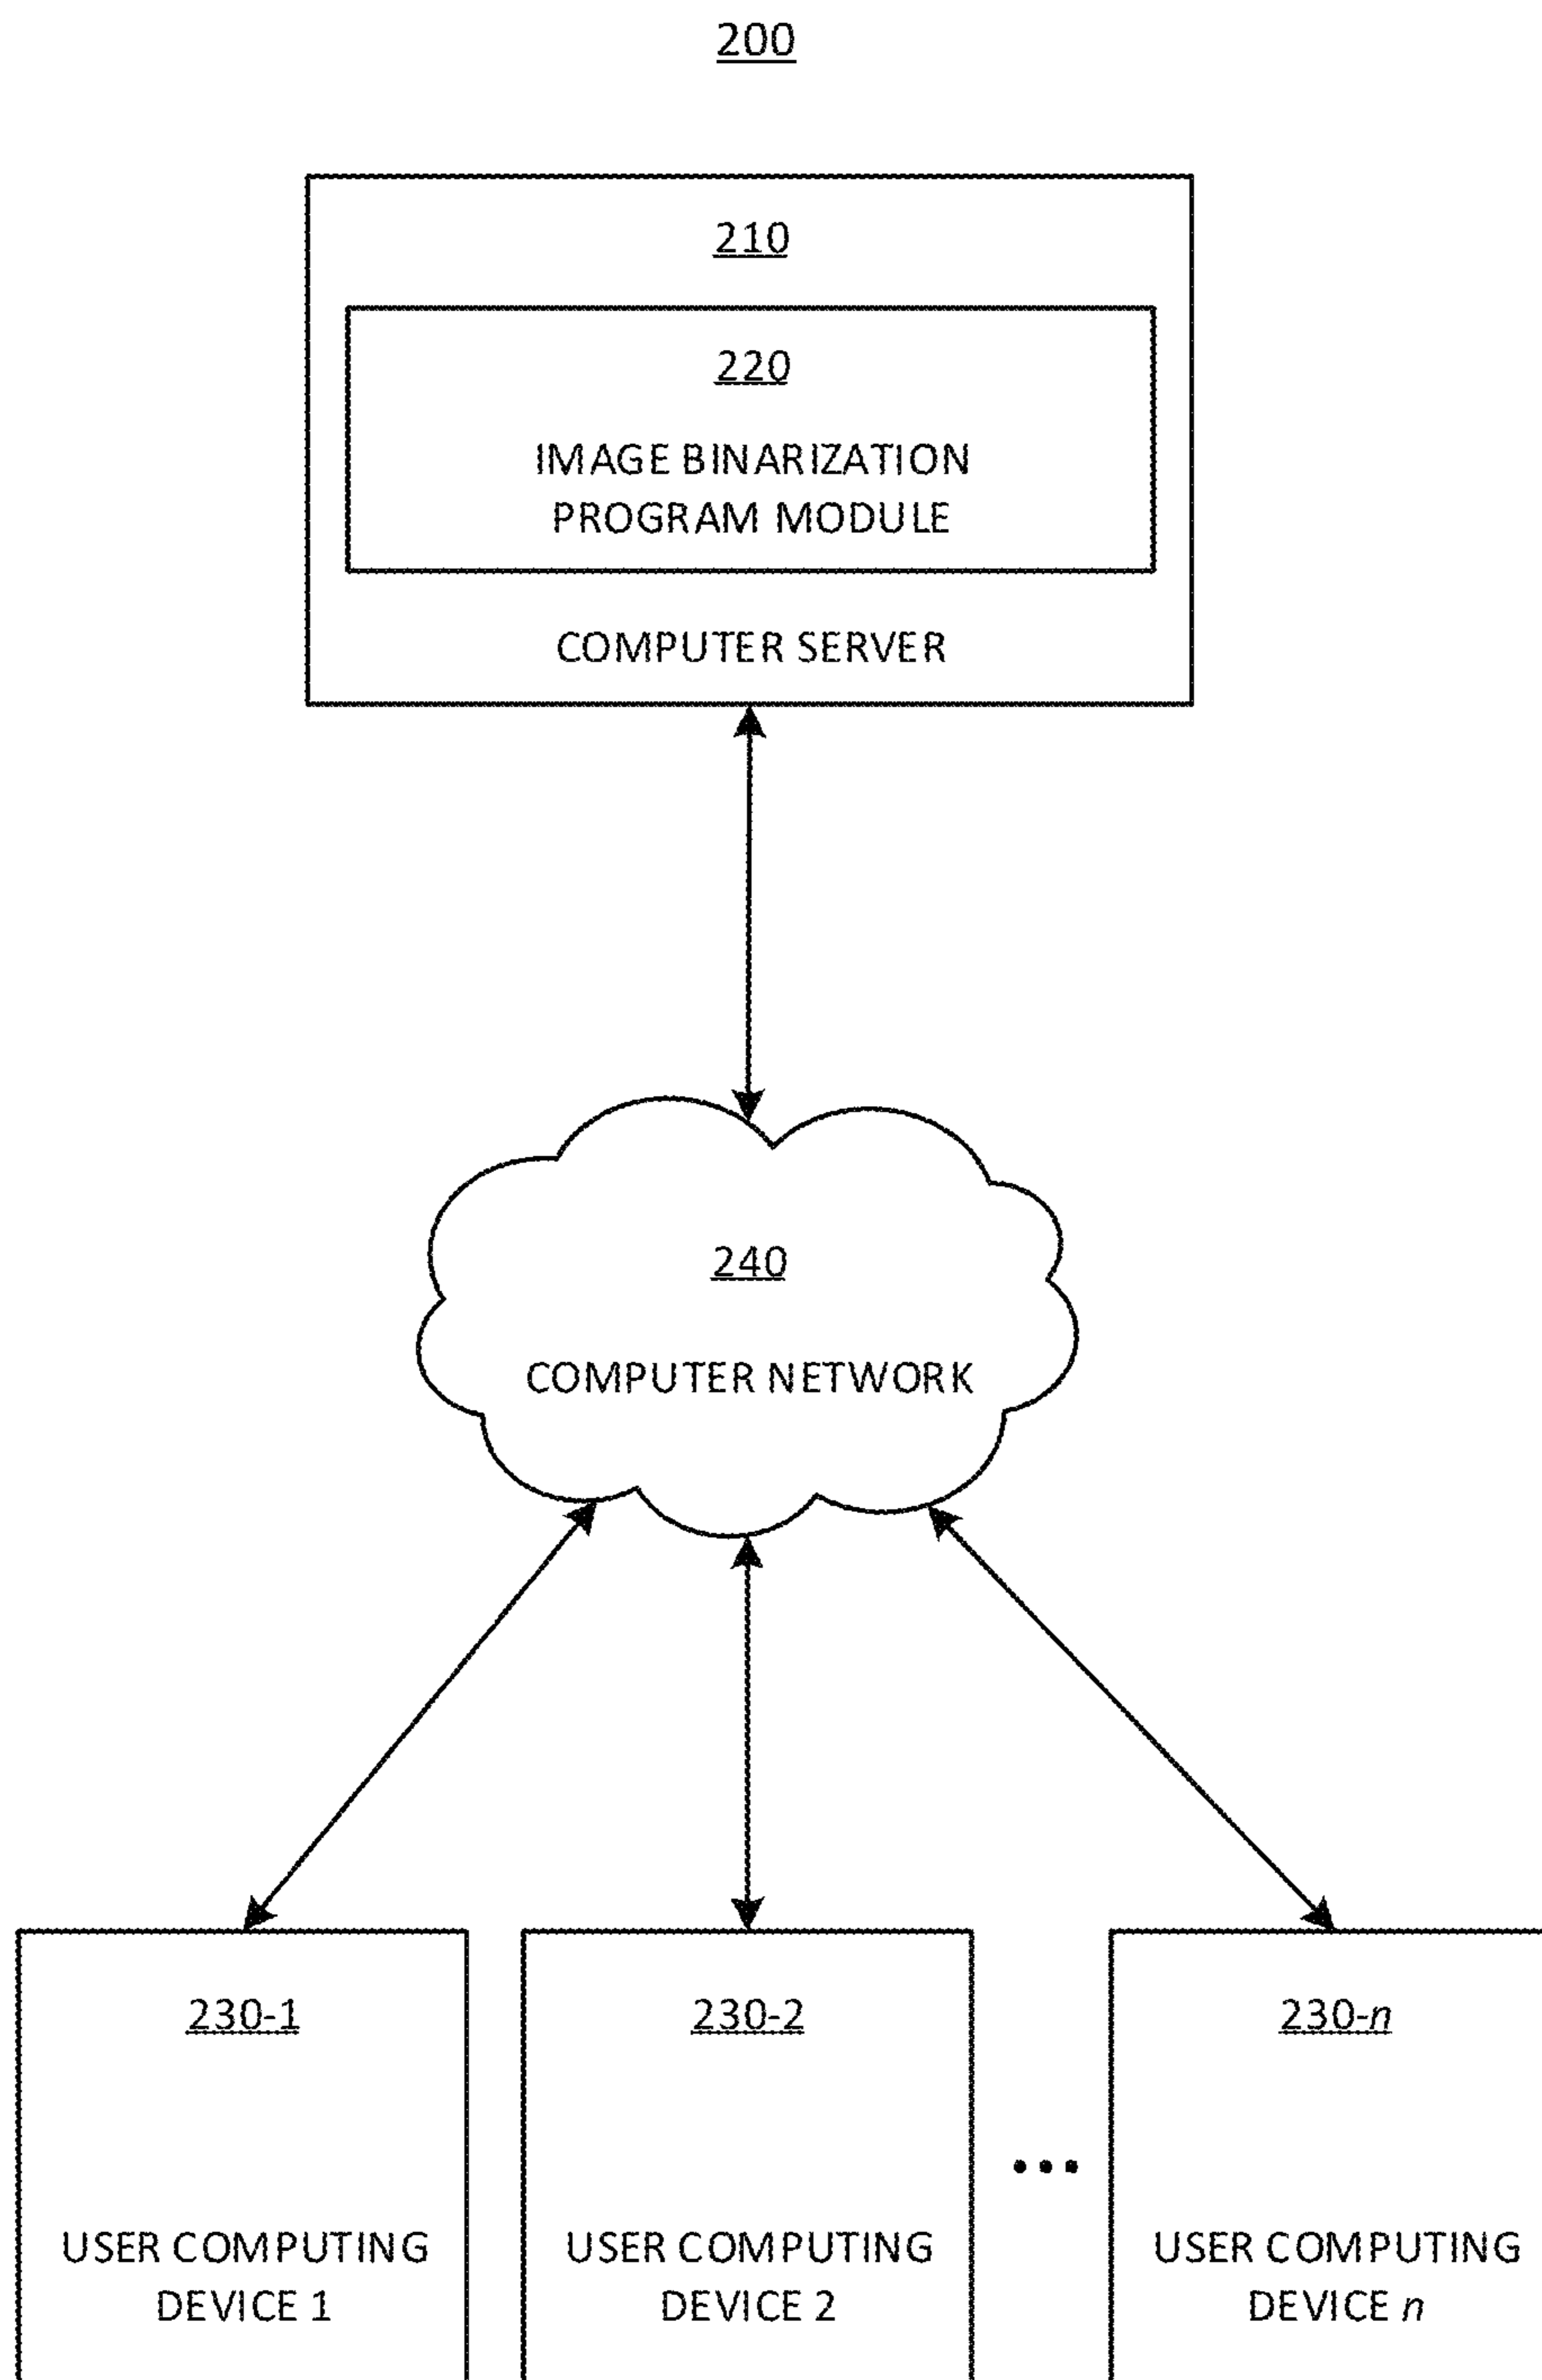 200
210
220
IMAGE BINARIZATION
PROGRAM MODULE
COMPUTER SERVER
240
COMPUTER NETWORK
230-1
230-2
230-n
...
USER COMPUTING
DEVICE 1
USER COMPUTING
DEVICE 2
USER COMPUTING
DEVICE n